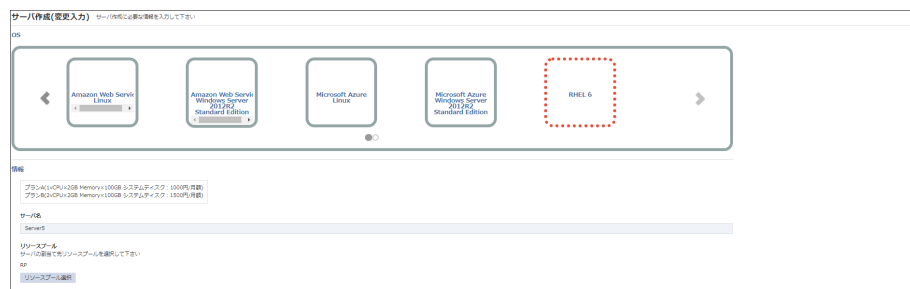 サーバ作成(変更入力) サーバ作成に必要な情報を入力して下さい
OS
Amazon Web Servic
Linux
Amazon Web Servic
Windows Server
2012R2
Standard Edition
Microsoft Azure
Linux
Microsoft Azure
Windows Server
2012R2
Standard Edition
RHEL 6
情報
プランA(1vCPU×2GB Memory×100GB システムディスク : 1000円/月額)
プランB(2vCPU×2GB Memory×100GB システムディスク : 1500円/月額)
サーバ名
Server5
リソースプール
サーバの割当て先リソースプールを選択して下さい
RP
リソースプール選択